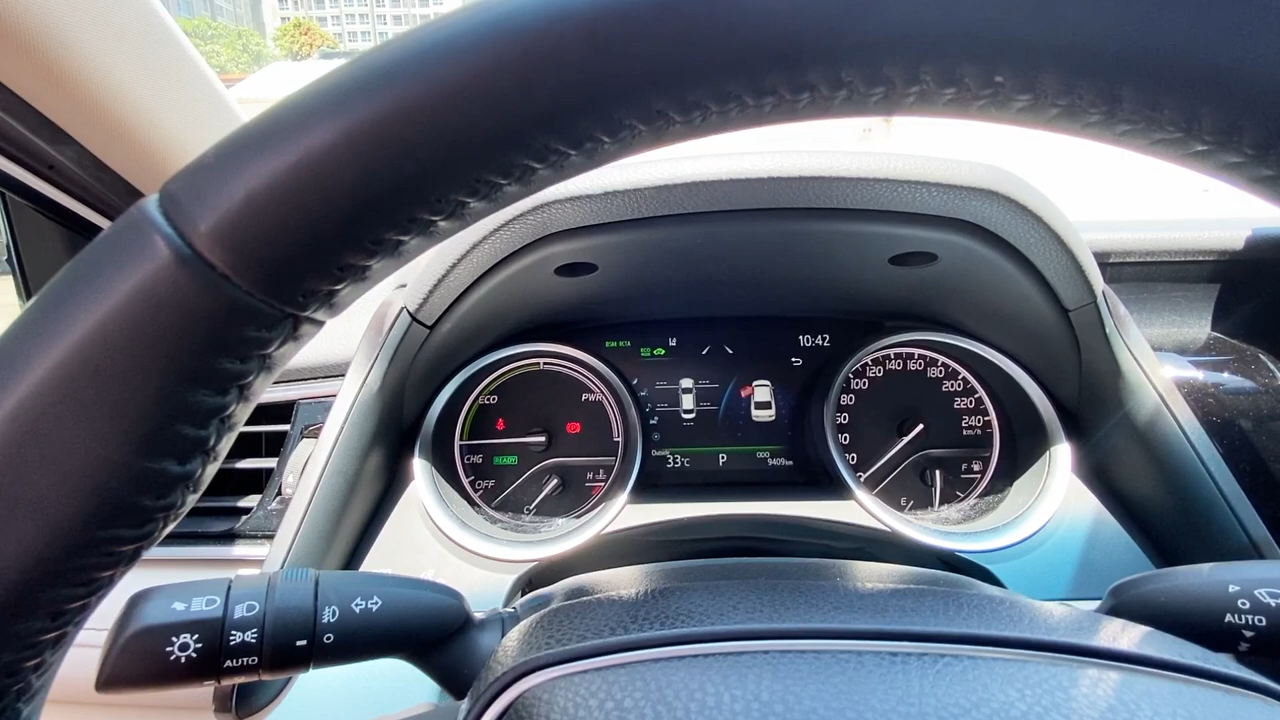 BSM RCTA
ECO
MODE
10:42
ECO
PWR
CHG
READY
OFF
H
C
Outside
33°C
P
ODO
9409km
20
40
60
80
100
120
140
160
180
200
220
240
km/h
E
F
AUTO
AUTO